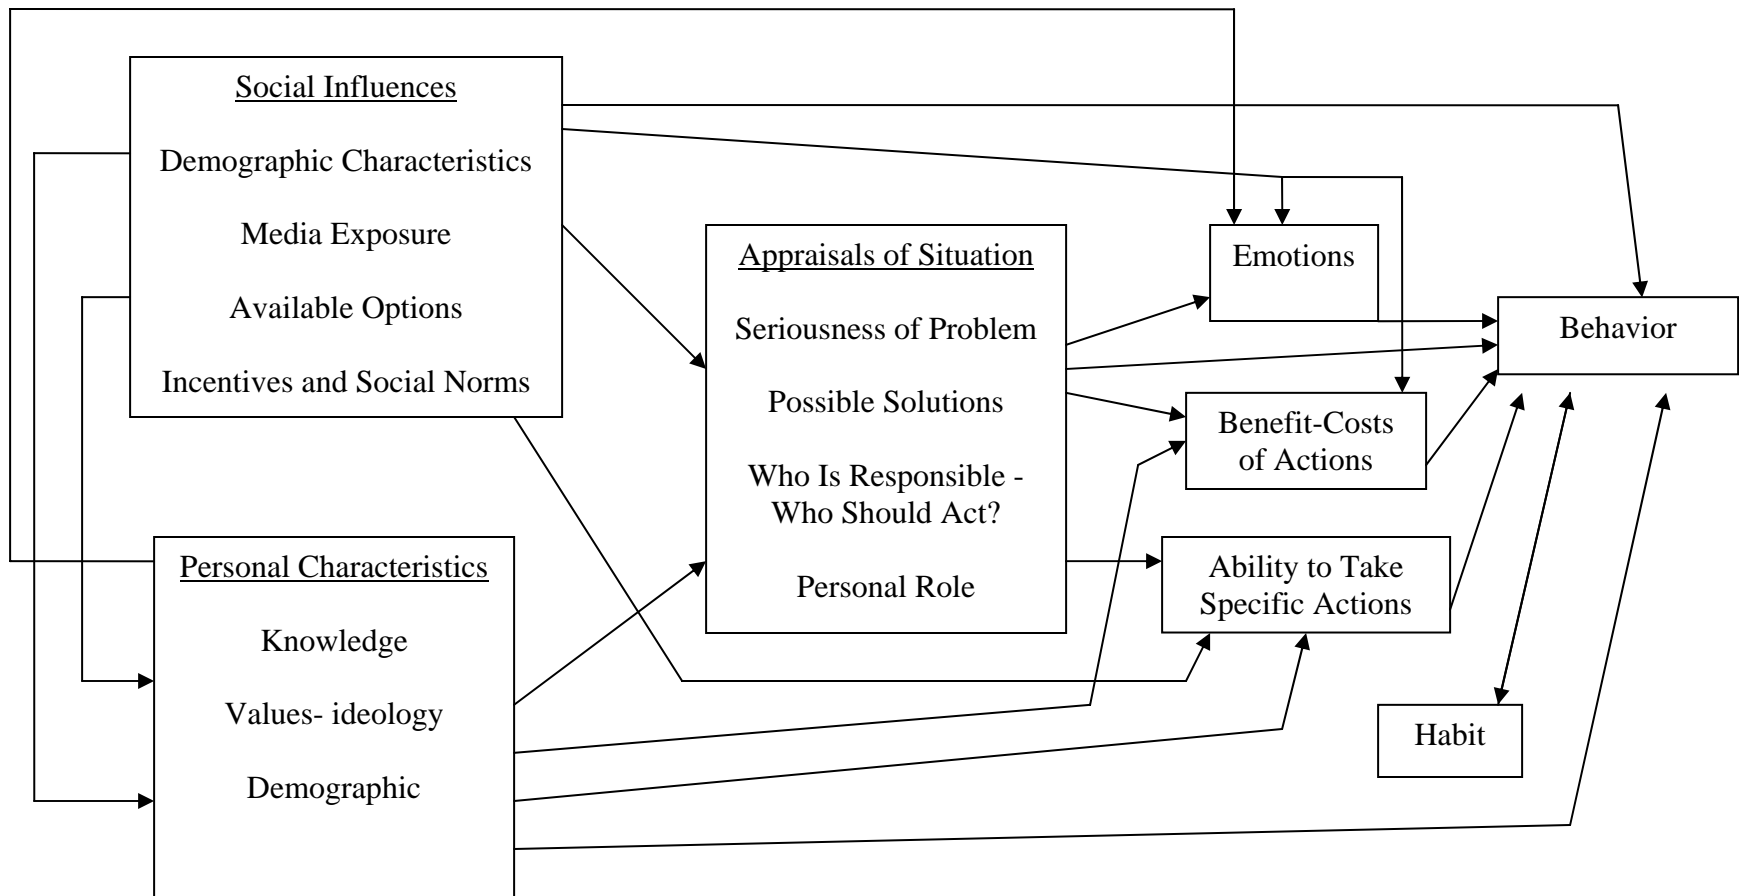 Social Influences
Demographic Characteristics
Media Exposure
Available Options
Incentives and Social Norms
Personal Characteristics
Knowledge
Values- ideology
Demographic
Appraisals of Situation
Seriousness of Problem
Possible Solutions
Who Is Responsible -
Who Should Act?
Personal Role
Emotions
Benefit-Costs
of Actions
Ability to Take
Specific Actions
Behavior
Habit